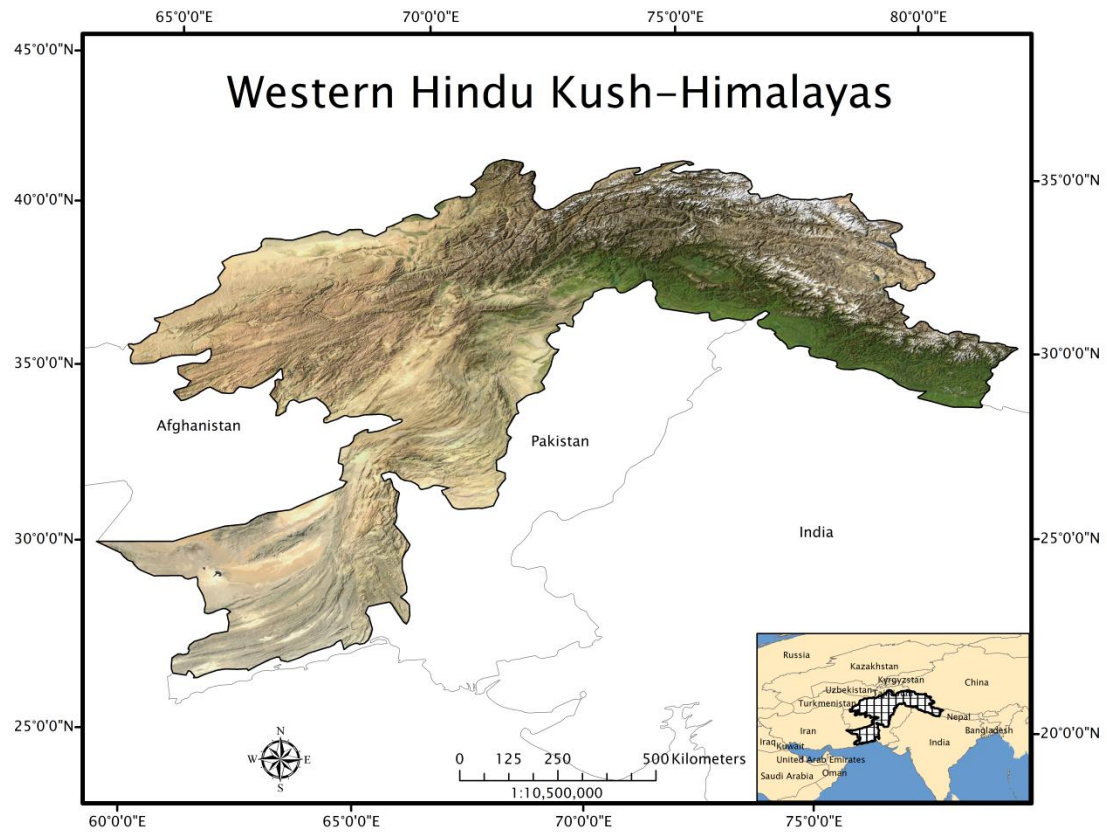 65°0'0"E 70°0'0"E 75°0'0"E 80°0'0"E
45°0'0"N
Western Hindu Kush-Himalayas
40°0'0"N
35°0'0"N
35°0'0"N
30°0'0"N
Afghanistan
Pakistan
India
30°0'0"N
25°0'0"N
Russia
Kazakhstan
Kyrgyzstan
China
Uzbekistan
Turkmenistan
Nepal
Iran
India
Bangladesh
Iraq
Kuwait
United Arab Emirates
Saudi Arabia
Oman
25°0'0"N
20°0'0"N
N
W E
S
0 125 250 500 Kilometers
1:10,500,000
60°0'0"E 65°0'0"E 70°0'0"E 75°0'0"E